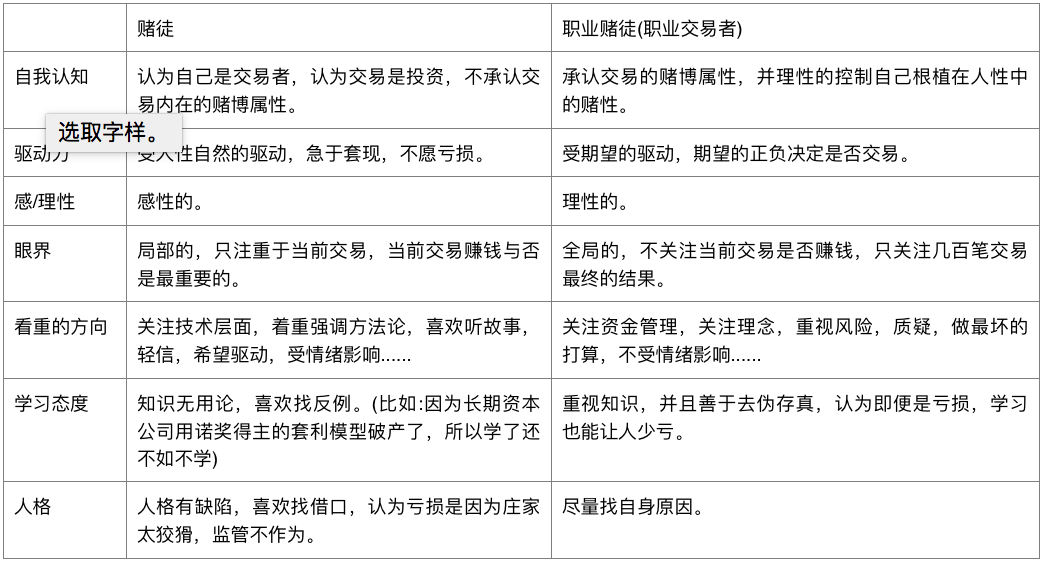 赌徒
职业赌徒(职业交易者)
自我认知
认为自己是交易者，认为交易是投资，不承认交
易内在的赌博属性。
承认交易的赌博属性，并理性的控制自己根植在人性中
的赌性。
选取字样。
驱动力
受人性自然的驱动，急于套现，不愿亏损。
受期望的驱动，期望的正负决定是否交易。
感/理性
感性的。
理性的。
眼界
局部的，只注重于当前交易，当前交易赚钱与否
是最重要的。
全局的，不关注当前交易是否赚钱，只关注几百笔交易
最终的结果。
看重的方向
关注技术层面，着重强调方法论，喜欢听故事，
轻信，希望驱动，受情绪影响......
关注资金管理，关注理念，重视风险，质疑，做最坏的
打算，不受情绪影响......
学习态度
知识无用论，喜欢找反例。(比如:因为长期资本
公司用诺奖得主的套利模型破产了，所以学了还
不如不学)
重视知识，并且善于去伪存真，认为即便是亏损，学习
也能让人少亏。
人格
人格有缺陷，喜欢找借口，认为亏损是因为庄家
太狡猾，监管不作为。
尽量找自身原因。